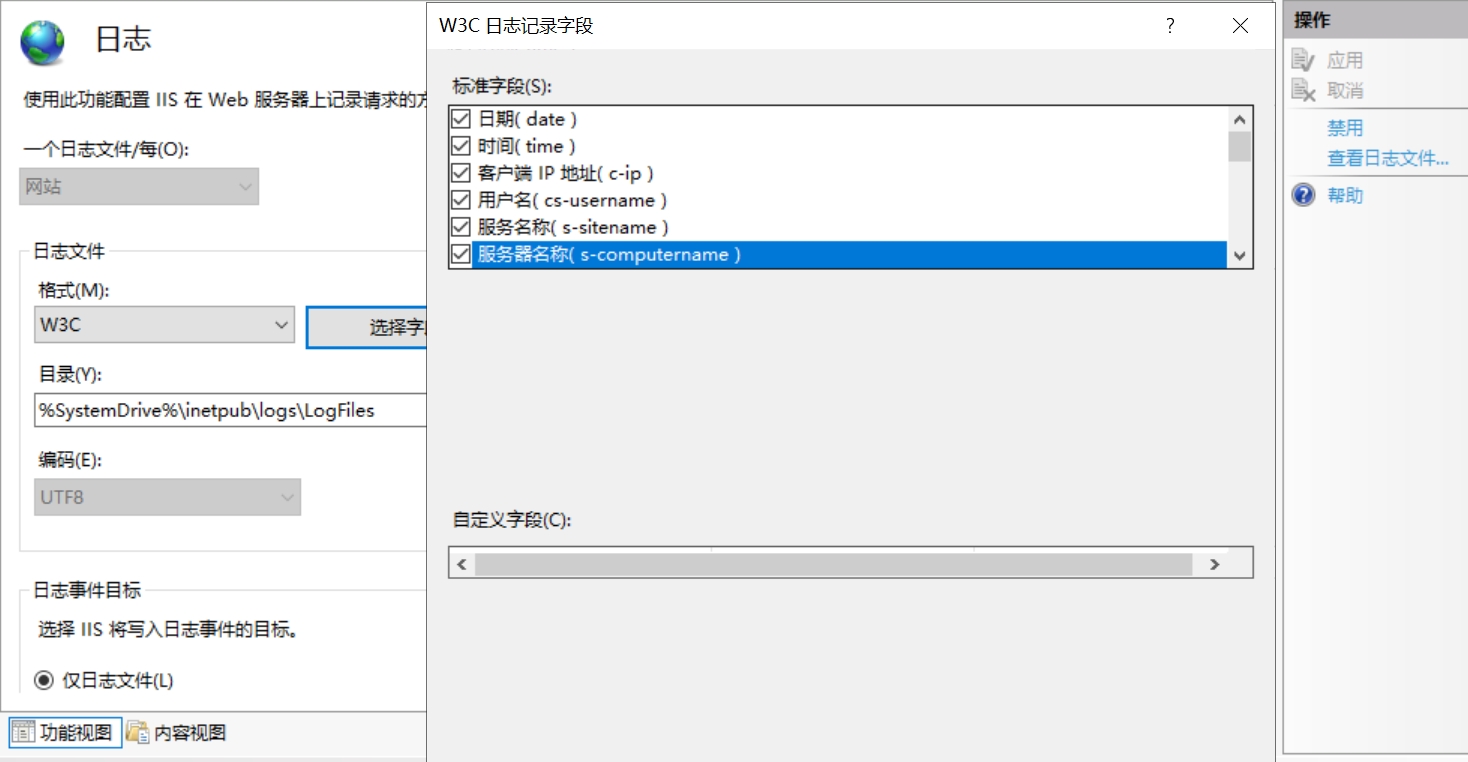 日志
使用此功能配置 IIS 在 Web 服务器上记录请求的方
一个日志文件/每(O):
网站
日志文件
格式(M):
W3C
选择字
目录(Y):
%SystemDrive%\inetpub\logs\LogFiles
编码(E):
UTF8
日志事件目标
选择 IIS 将写入日志事件的目标。
仅日志文件(L)
功能视图
内容视图
W3C 日志记录字段
?
标准字段(S):
日期( date )
时间( time )
客户端 IP 地址( c-ip )
用户名( cs-username )
服务名称( s-sitename )
服务器名称( s-computername )
自定义字段(C):
操作
应用
取消
禁用
查看日志文件...
帮助